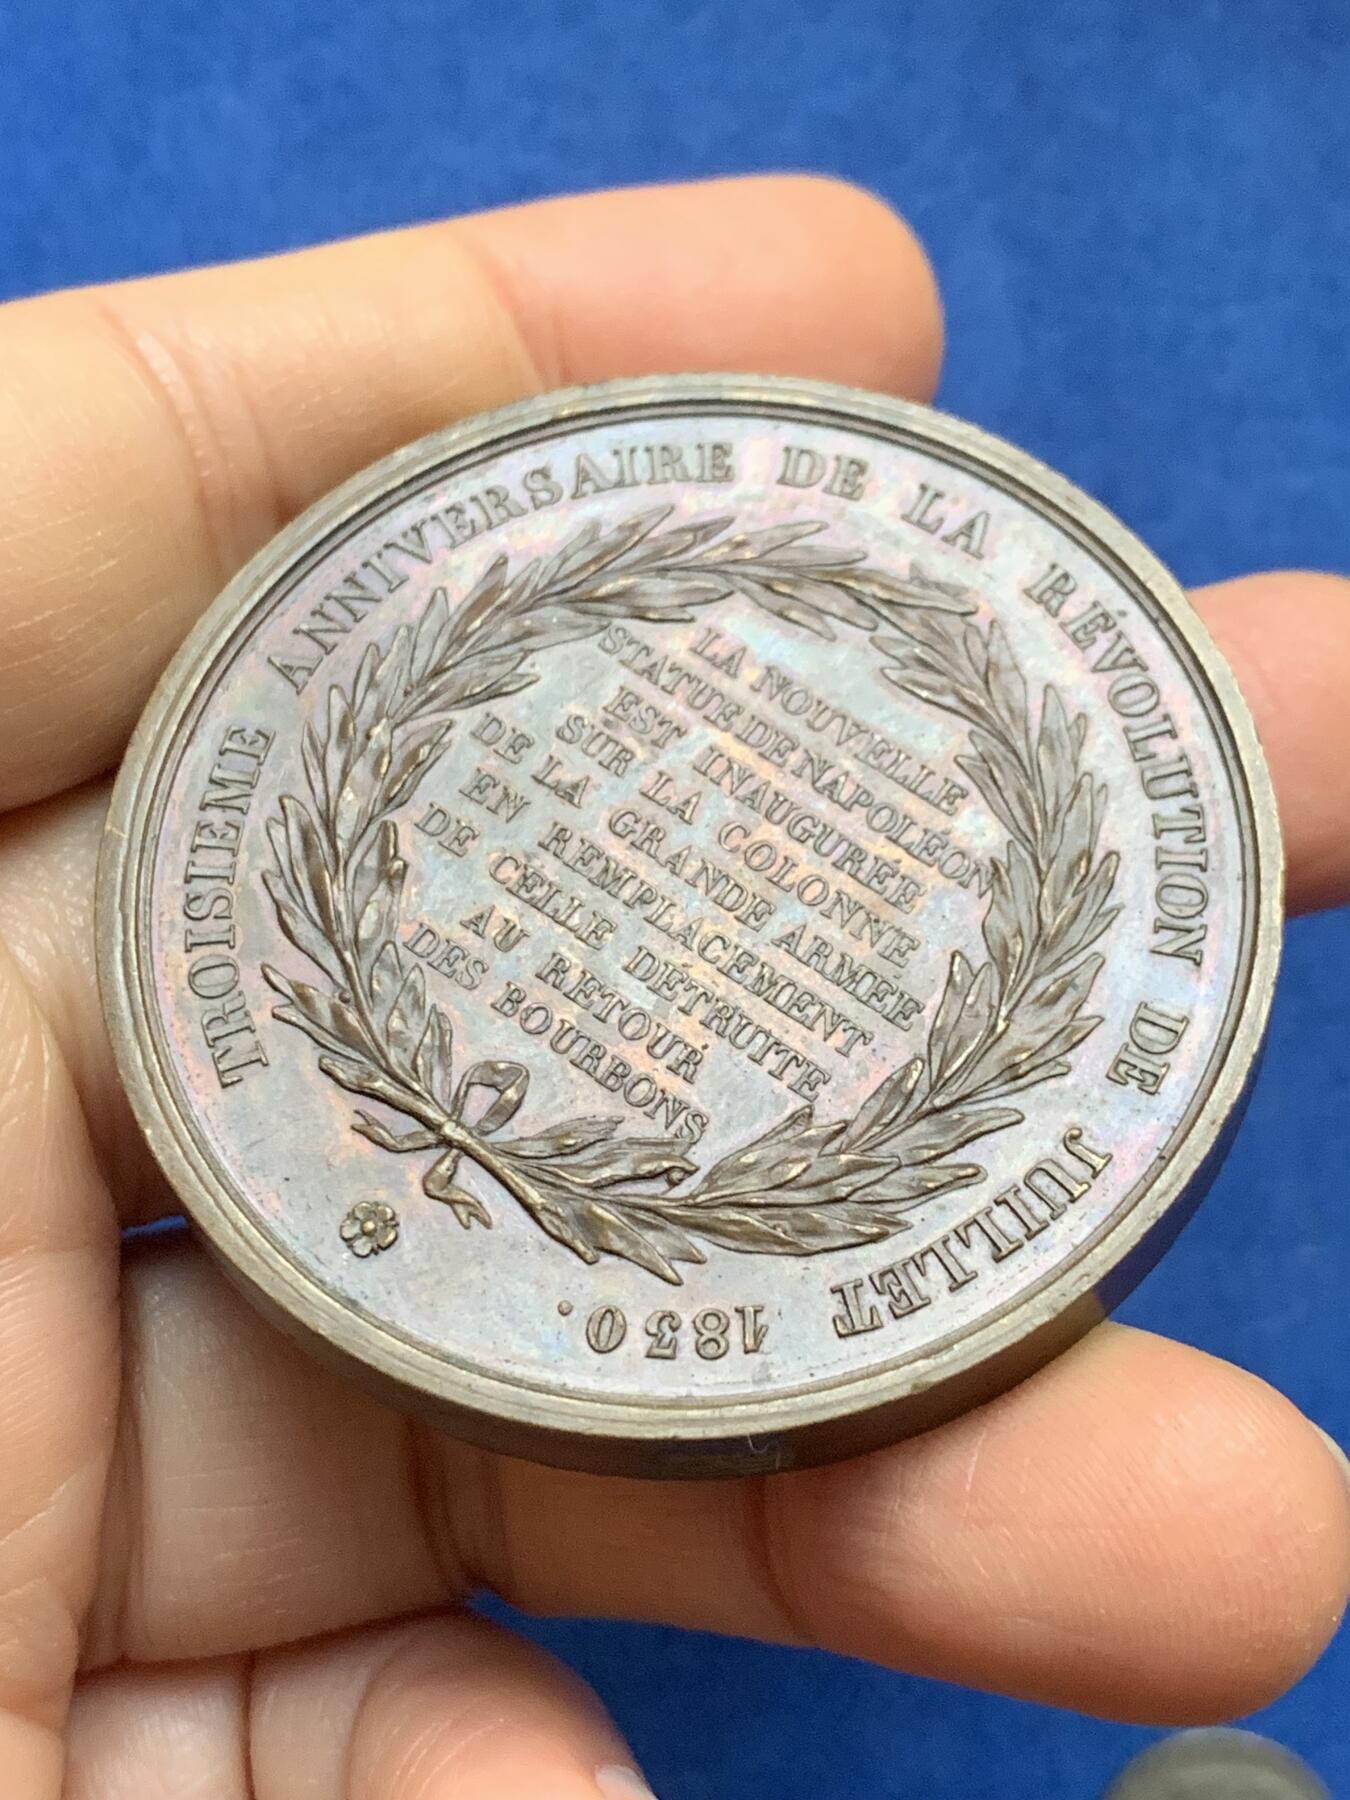 TROISIEME ANNIVERSAIRE DE LA RÉVOLUTION DE JUILLET 1830.
LA NOUVELLE
STATUE DE NAPOLÉON
EST INAUGURÉE
SUR LA COLONNE
DE LA GRANDE ARMÉE
EN REMPLACEMENT
DE CELLE DÉTRUITE
AU RETOUR
DES BOURBONS